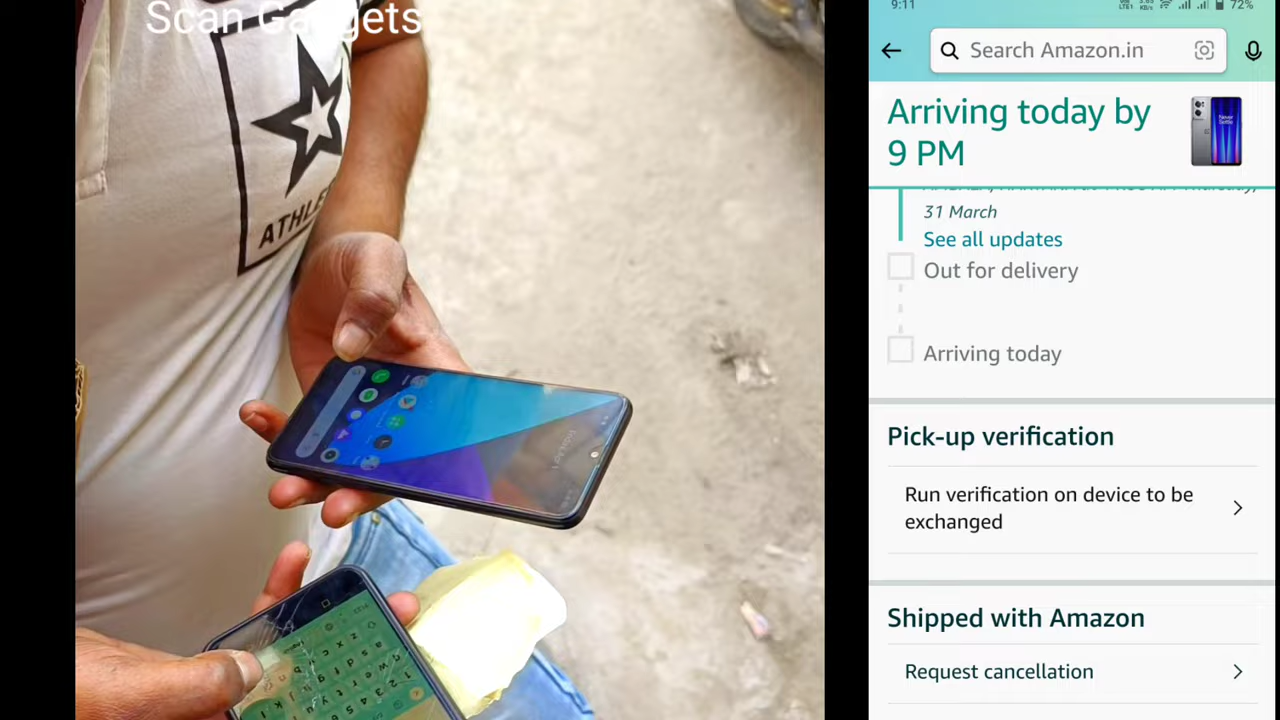 Scan Gadgets
ATHLE
9:11
72%
Search Amazon.in
Arriving today by
9 PM
31 March
See all updates
Out for delivery
Arriving today
Pick-up verification
Run verification on device to be
exchanged
Shipped with Amazon
Request cancellation